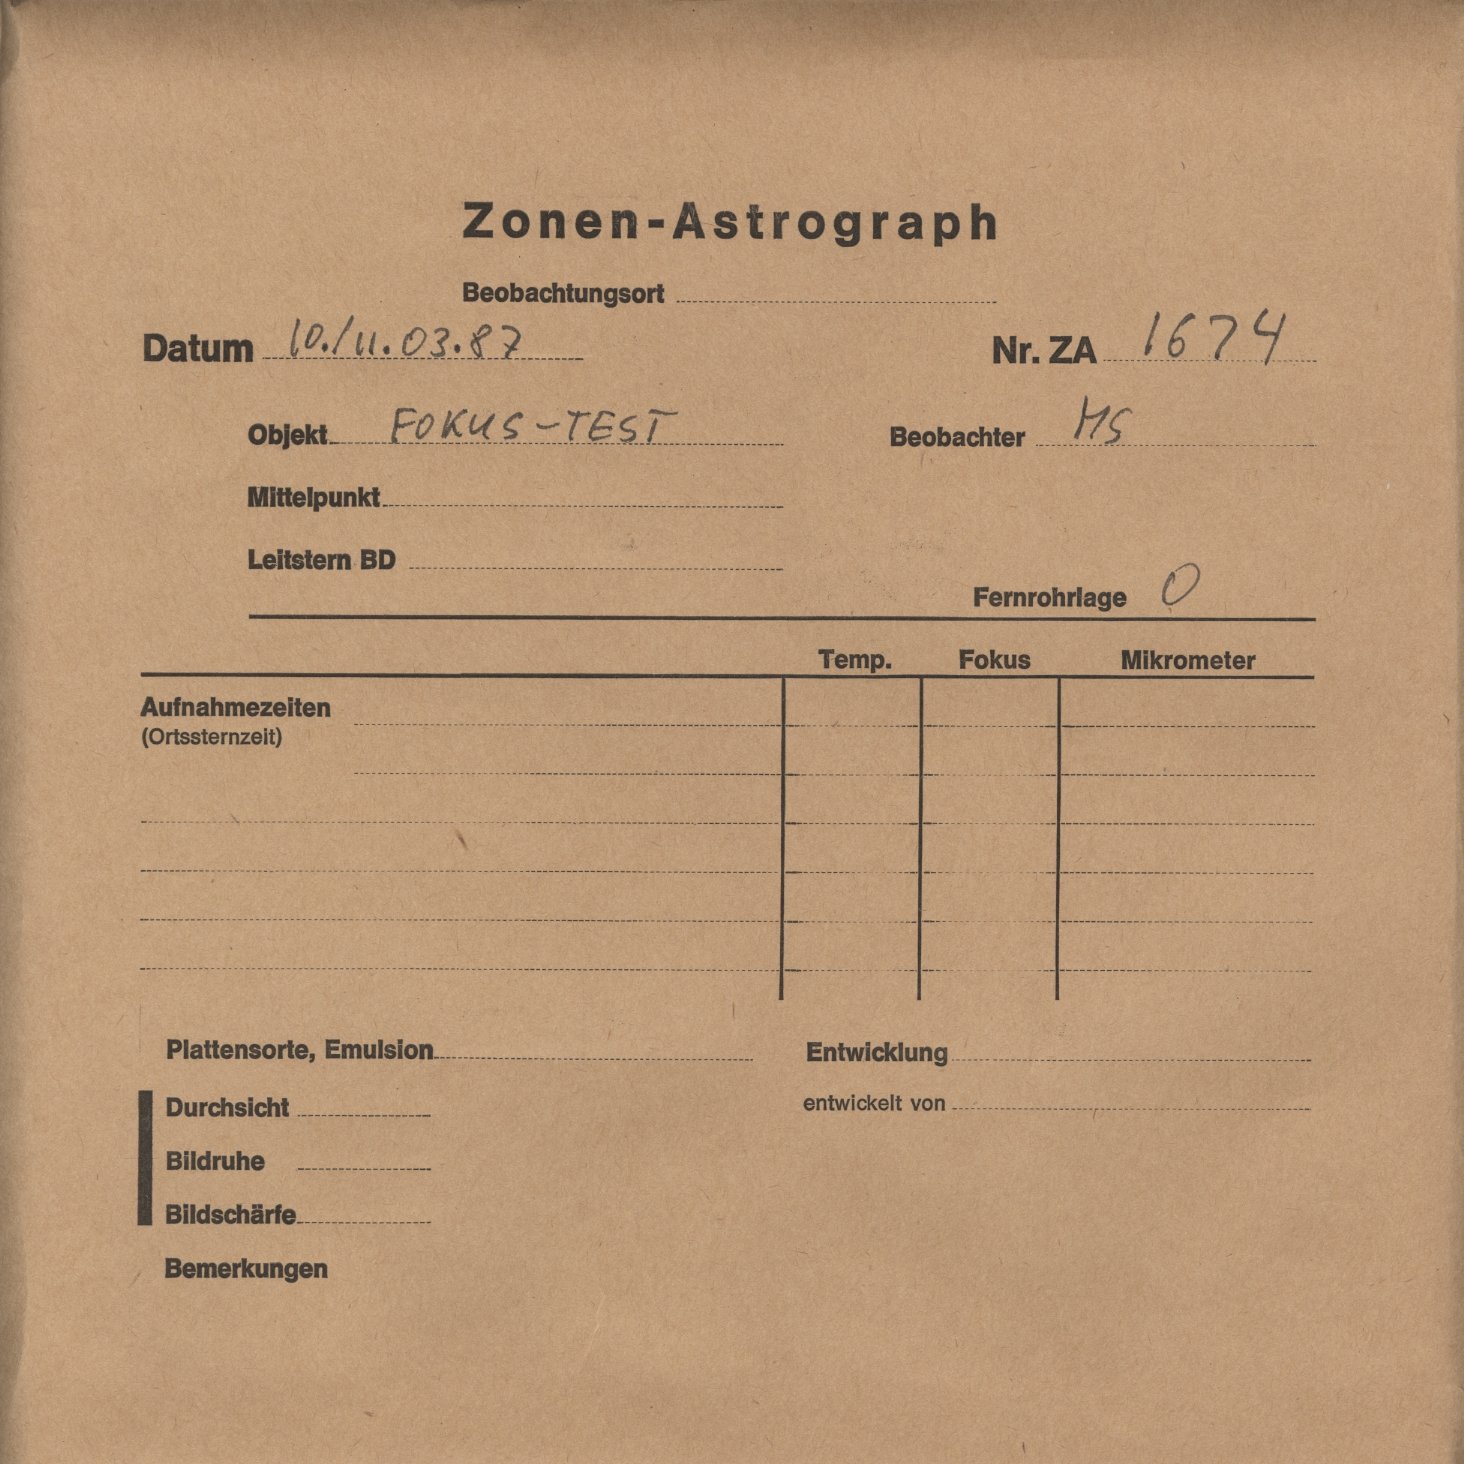 Zonen-Astrograph
Beobachtungsort
Datum 10./11.03.87 Nr. ZA 1674
Objekt FOKUS-TEST Beobachter MS
Mittelpunkt
Leitstern BD
Fernrohrlage O
Temp. Fokus Mikrometer
Aufnahmezeiten
(Ortssternzeit)
Plattensorte, Emulsion Entwicklung
Durchsicht entwickelt von
Bildruhe
Bildschärfe
Bemerkungen